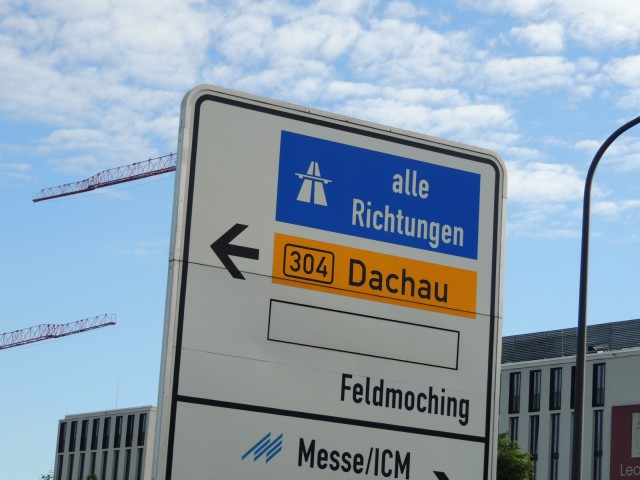 alle
Richtungen
304 Dachau
Feldmoching
Messe/ICM